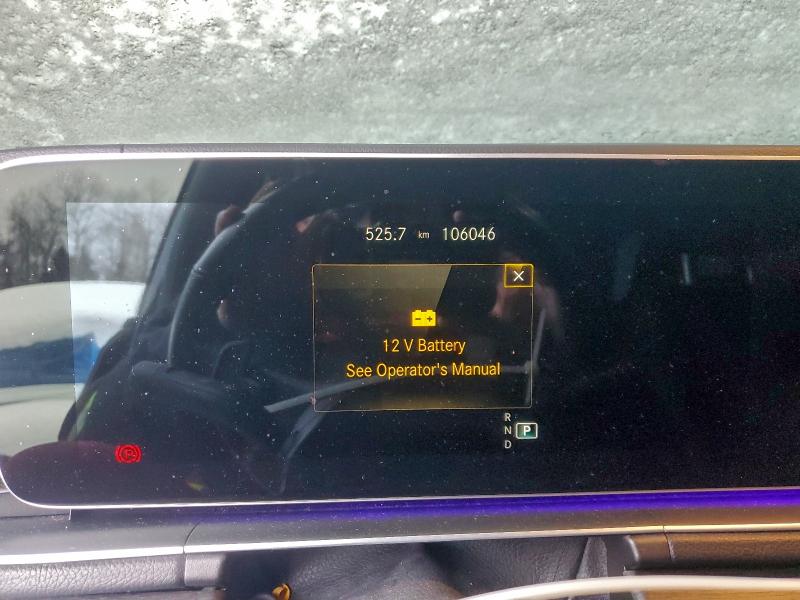 525.7 km 106046
12 V Battery
See Operator's Manual
R
N P
D